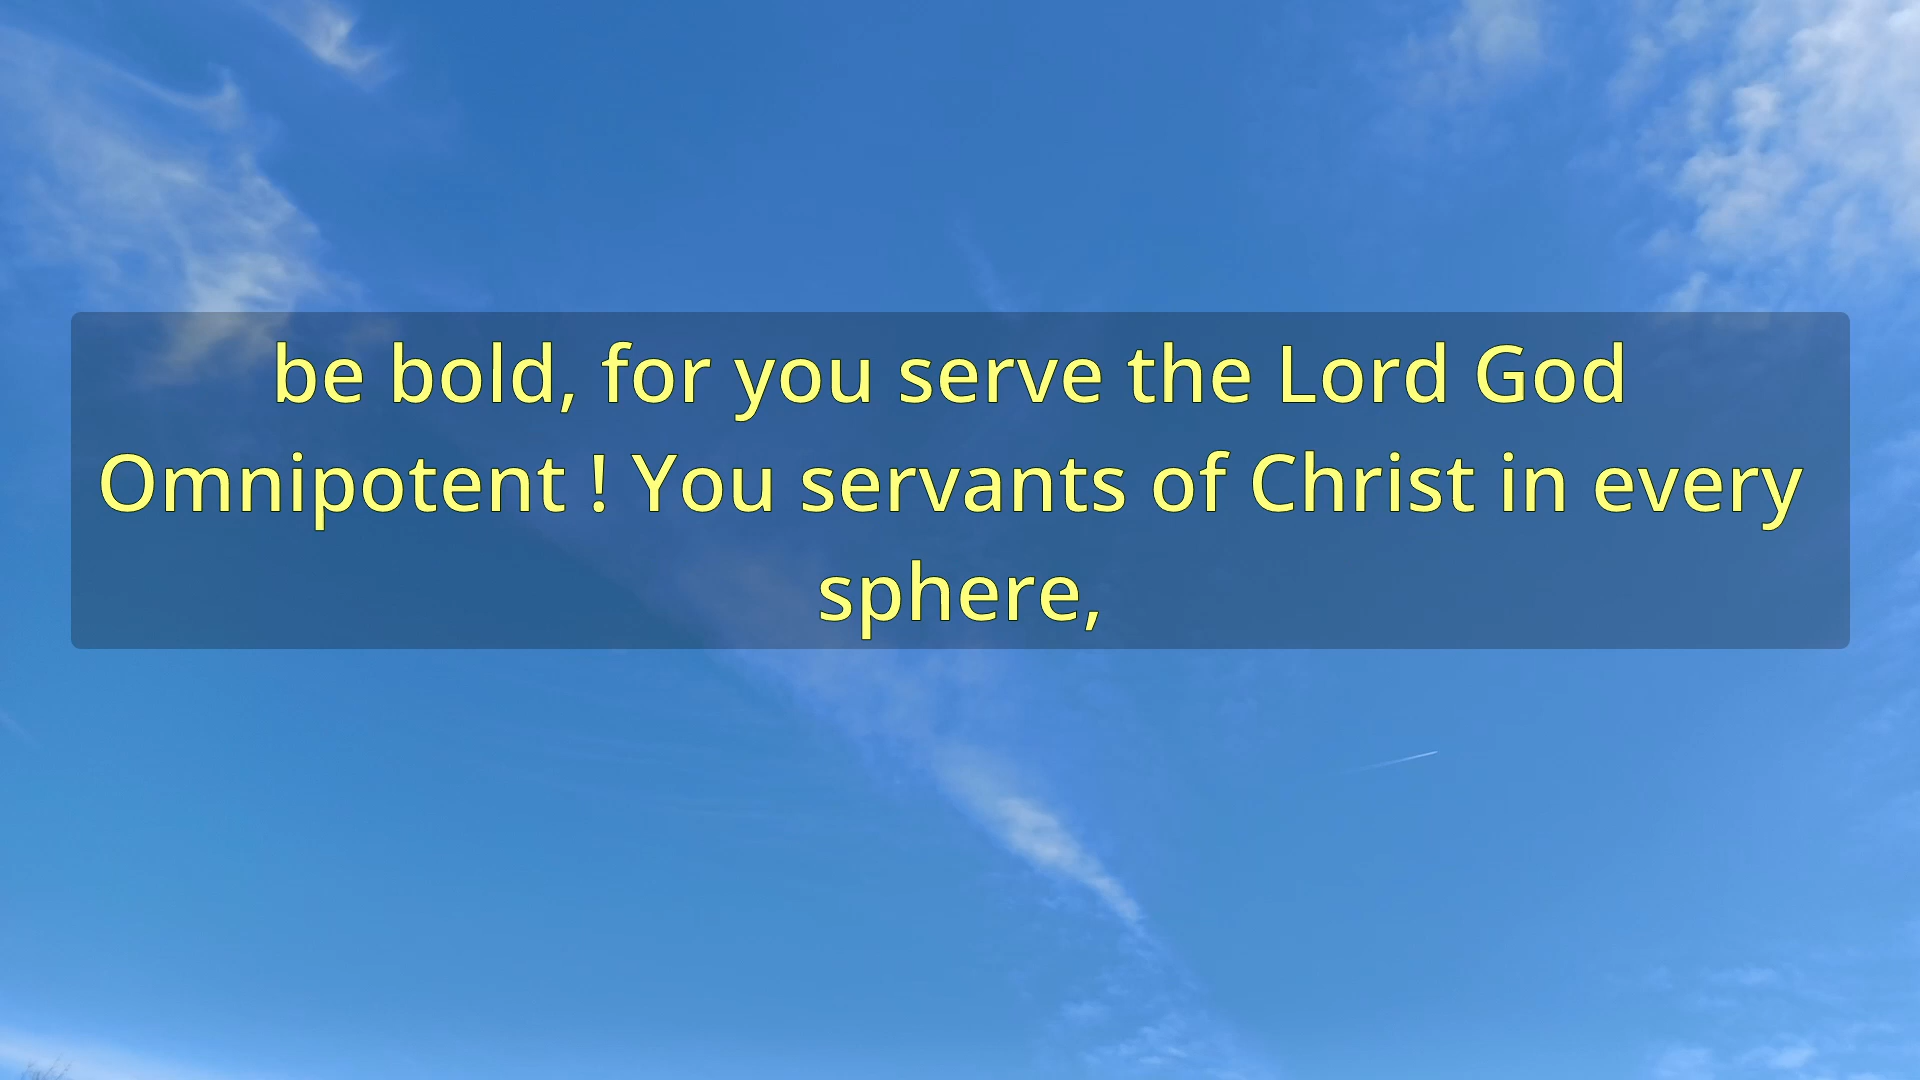 be bold, for you serve the Lord God
Omnipotent ! You servants of Christ in every
sphere,